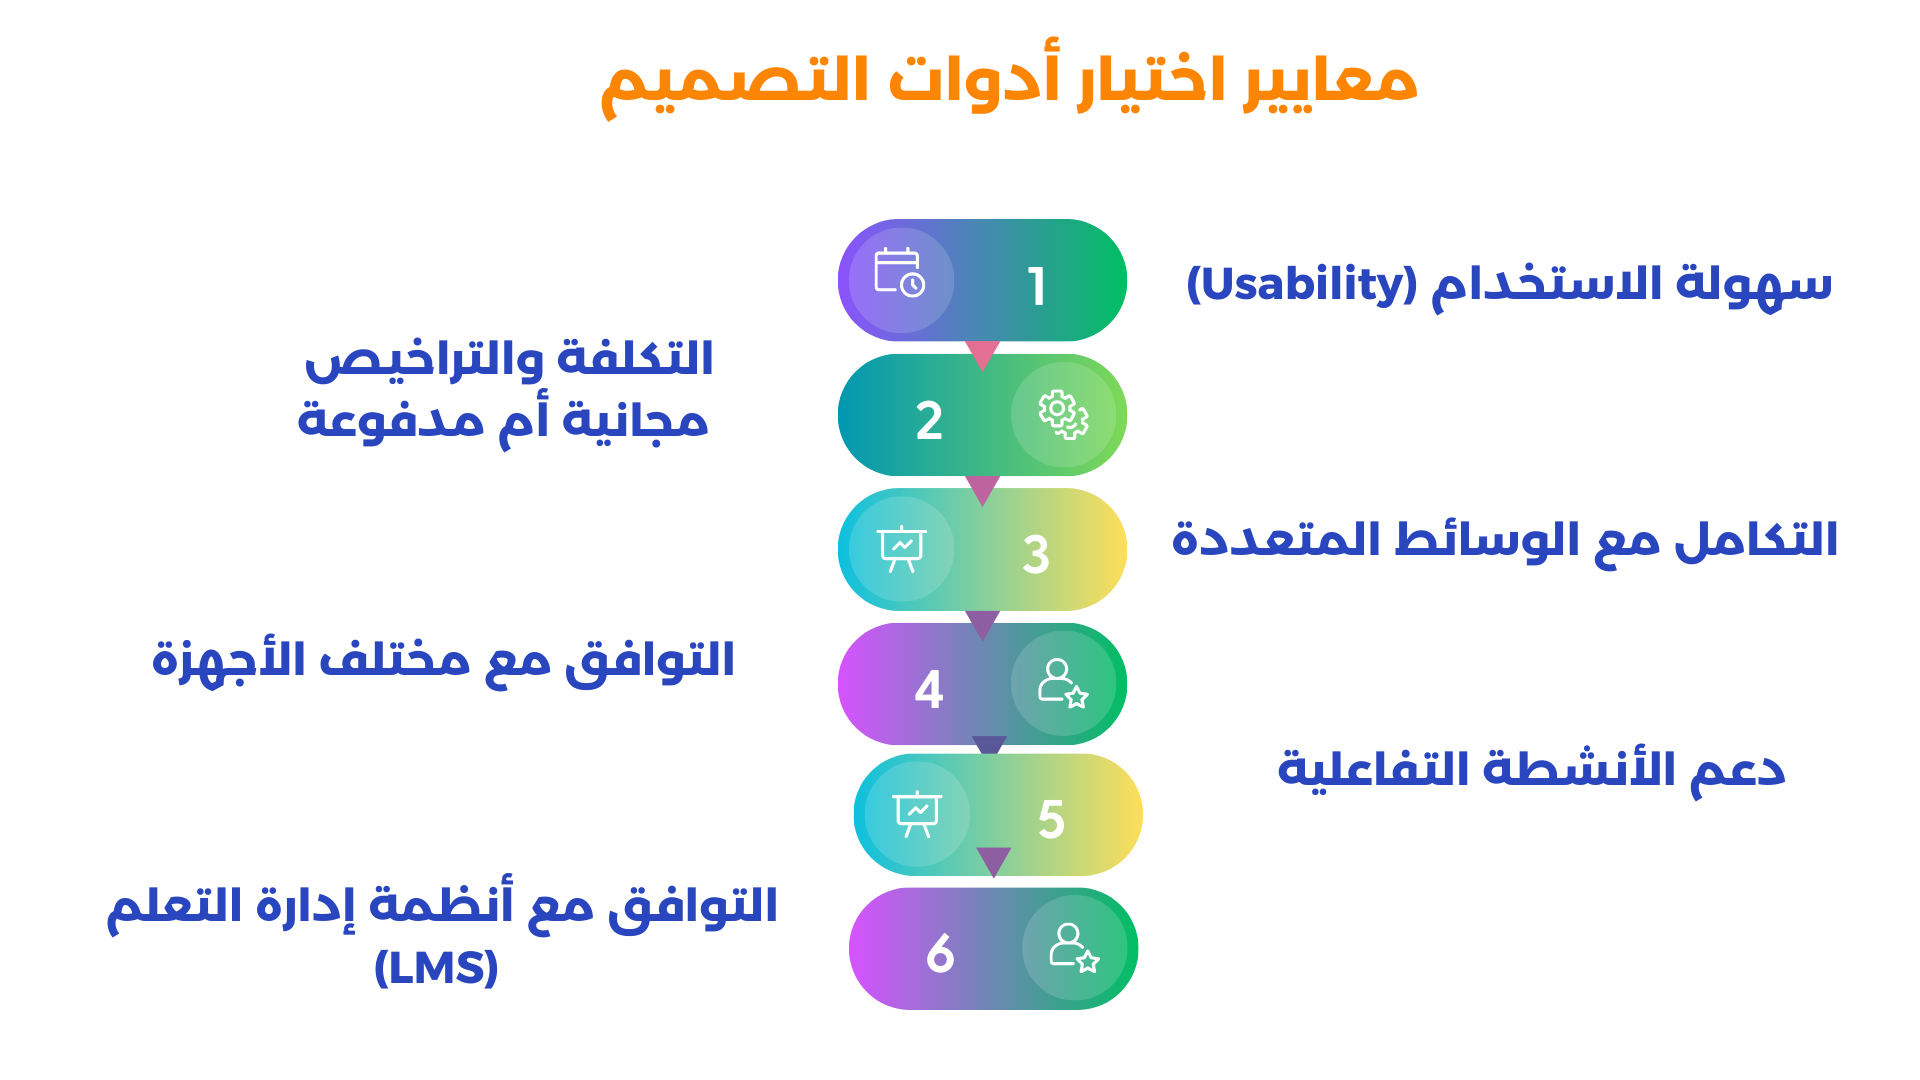 معايير اختيار أدوات التصميم
1
سهولة الاستخدام (Usability)
2
التكلفة والتراخيص
مجانية أم مدفوعة
3
التكامل مع الوسائط المتعددة
4
التوافق مع مختلف الأجهزة
5
دعم الأنشطة التفاعلية
6
التوافق مع أنظمة إدارة التعلم
(LMS)